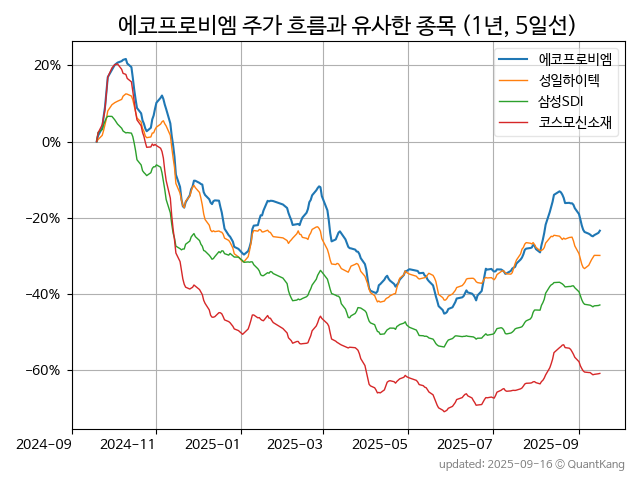 에코프로비엠 주가 흐름과 유사한 종목 (1년, 5일선)
에코프로비엠
성일하이텍
삼성SDI
코스모신소재
20%
0%
−20%
−40%
−60%
2024-09 2024-11 2025-01 2025-03 2025-05 2025-07 2025-09
updated: 2025-09-16 © QuantKang